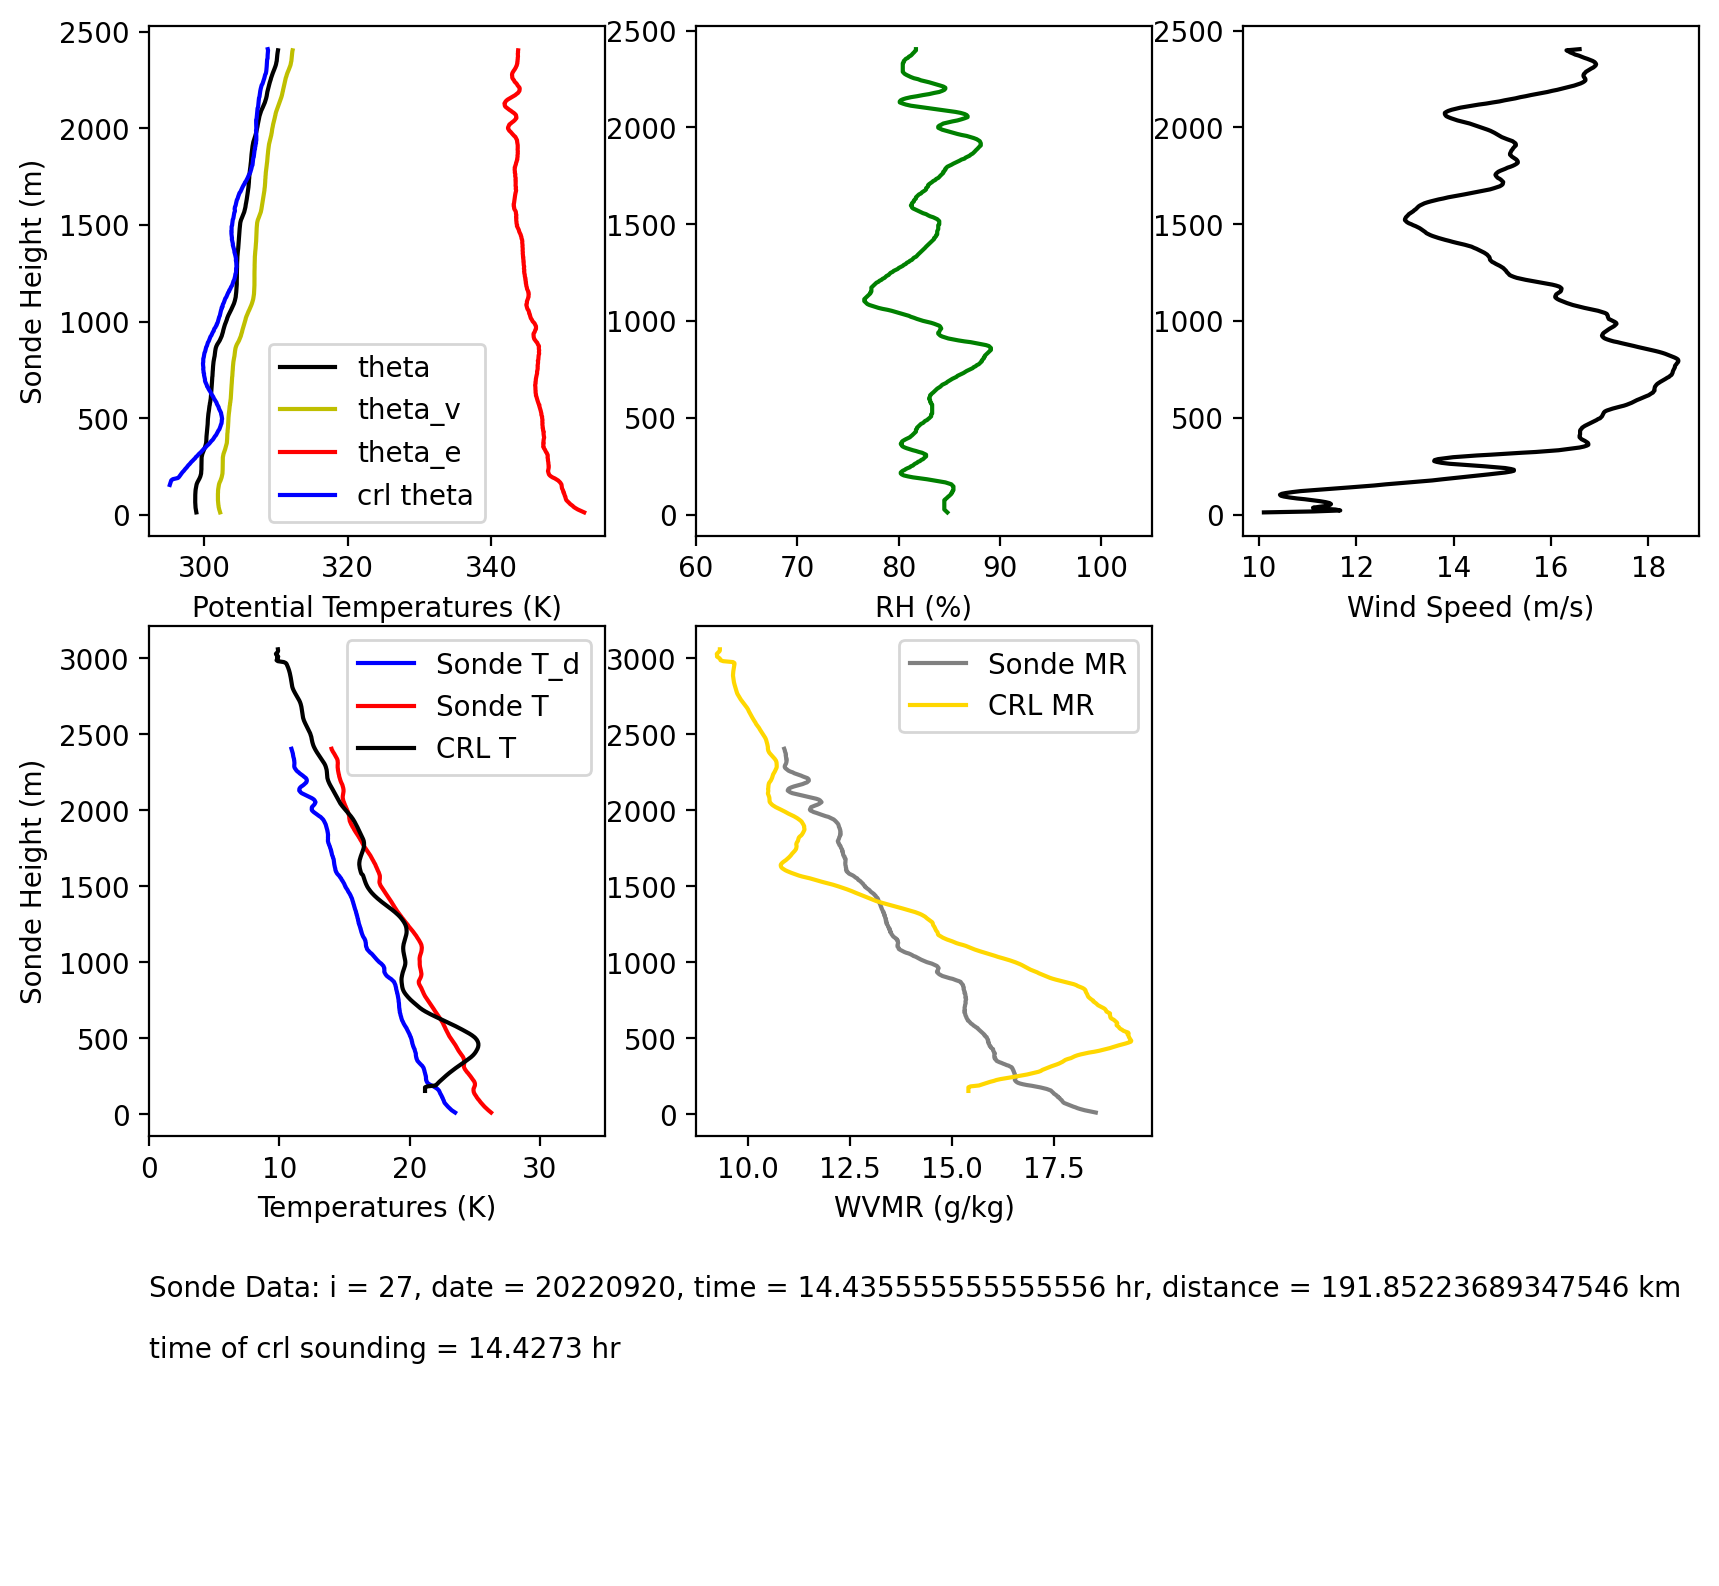 2500
2000
1500
1000
500
0
Sonde Height (m)
theta
theta_v
theta_e
crl theta
300 320 340
Potential Temperatures (K)
2500
2000
1500
1000
500
0
60 70 80 90 100
RH (%)
2500
2000
1500
1000
500
0
10 12 14 16 18
Wind Speed (m/s)
3000
2500
2000
1500
1000
500
0
Sonde Height (m)
Sonde T_d
Sonde T
CRL T
0 10 20 30
Temperatures (K)
3000
2500
2000
1500
1000
500
0
Sonde MR
CRL MR
10.0 12.5 15.0 17.5
WVMR (g/kg)
Sonde Data: i = 27, date = 20220920, time = 14.435555555555556 hr, distance = 191.85223689347546 km
time of crl sounding = 14.4273 hr